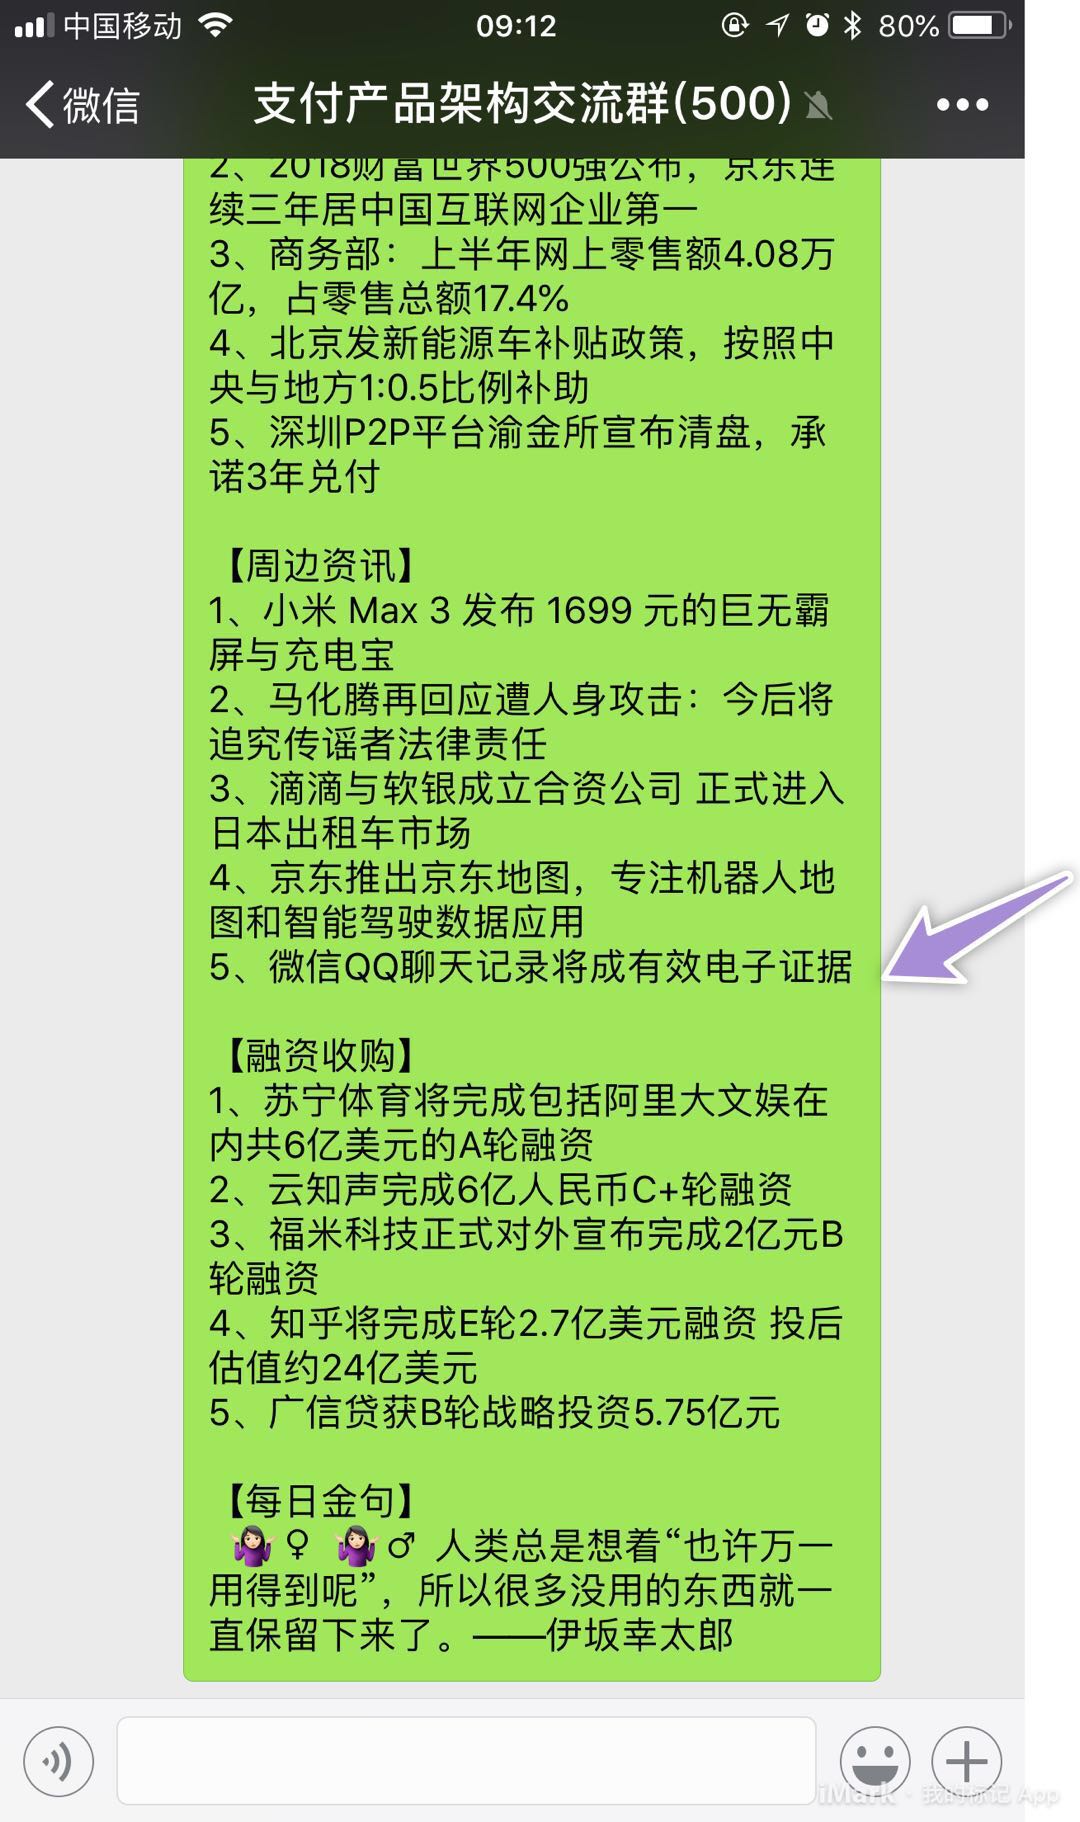 中国移动 09:12 80%
微信 支付产品架构交流群(500)
2、2018财富世界500强公布，京东连
续三年居中国互联网企业第一
3、商务部：上半年网上零售额4.08万
亿，占零售总额17.4%
4、北京发新能源车补贴政策，按照中
央与地方1:0.5比例补助
5、深圳P2P平台渝金所宣布清盘，承
诺3年兑付
【周边资讯】
1、小米 Max 3 发布 1699 元的巨无霸
屏与充电宝
2、马化腾再回应遭人身攻击：今后将
追究传谣者法律责任
3、滴滴与软银成立合资公司 正式进入
日本出租车市场
4、京东推出京东地图，专注机器人地
图和智能驾驶数据应用
5、微信QQ聊天记录将成有效电子证据
【融资收购】
1、苏宁体育将完成包括阿里大文娱在
内共6亿美元的A轮融资
2、云知声完成6亿人民币C+轮融资
3、福米科技正式对外宣布完成2亿元B
轮融资
4、知乎将完成E轮2.7亿美元融资 投后
估值约24亿美元
5、广信贷获B轮战略投资5.75亿元
【每日金句】
🤷🏻‍♀ 🤷🏻‍♂ 人类总是想着“也许万一
用得到呢”，所以很多没用的东西就一
直保留下来了。——伊坂幸太郎
iMark · 我的标记 App